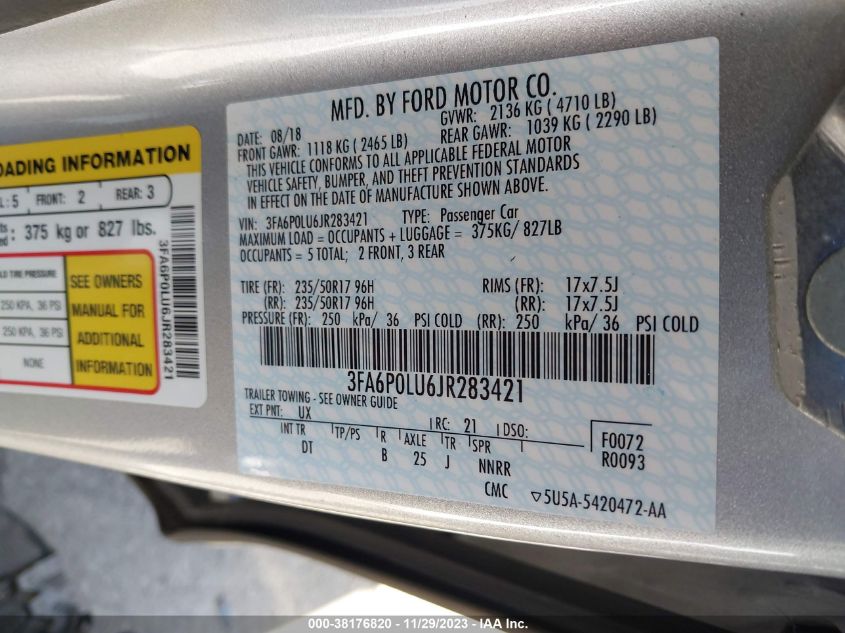 MFD. BY FORD MOTOR CO.
DATE: 08/18 GVWR: 2136 KG ( 4710 LB)
FRONT GAWR: 1118 KG ( 2465 LB) REAR GAWR: 1039 KG ( 2290 LB)
THIS VEHICLE CONFORMS TO ALL APPLICABLE FEDERAL MOTOR
VEHICLE SAFETY, BUMPER, AND THEFT PREVENTION STANDARDS
IN EFFECT ON THE DATE OF MANUFACTURE SHOWN ABOVE.
VIN: 3FA6P0LU6JR283421 TYPE: Passenger Car
MAXIMUM LOAD = OCCUPANTS + LUGGAGE = 375KG/ 827LB
OCCUPANTS = 5 TOTAL; 2 FRONT, 3 REAR
TIRE (FR): 235/50R17 96H RIMS (FR): 17x7.5J
(RR): 235/50R17 96H (RR): 17x7.5J
PRESSURE (FR): 250 kPa/ 36 PSI COLD (RR): 250 kPa/ 36 PSI COLD
3FA6P0LU6JR283421
TRAILER TOWING - SEE OWNER GUIDE
EXT PNT: UX RC: 21 DSO:
INT TR TP/PS R AXLE TR SPR
DT B 25 J NNRR
F0072
R0093
CMC ▽5U5A-5420472-AA
LOADING INFORMATION
: 5 FRONT: 2 REAR: 3
: 375 kg or 827 lbs.
TIRE PRESSURE
250 KPA, 36 PSI
250 KPA, 36 PSI
NONE
SEE OWNERS
MANUAL FOR
ADDITIONAL
INFORMATION
3FA6P0LU6JR283421
000-38176820 - 11/29/2023 - IAA Inc.